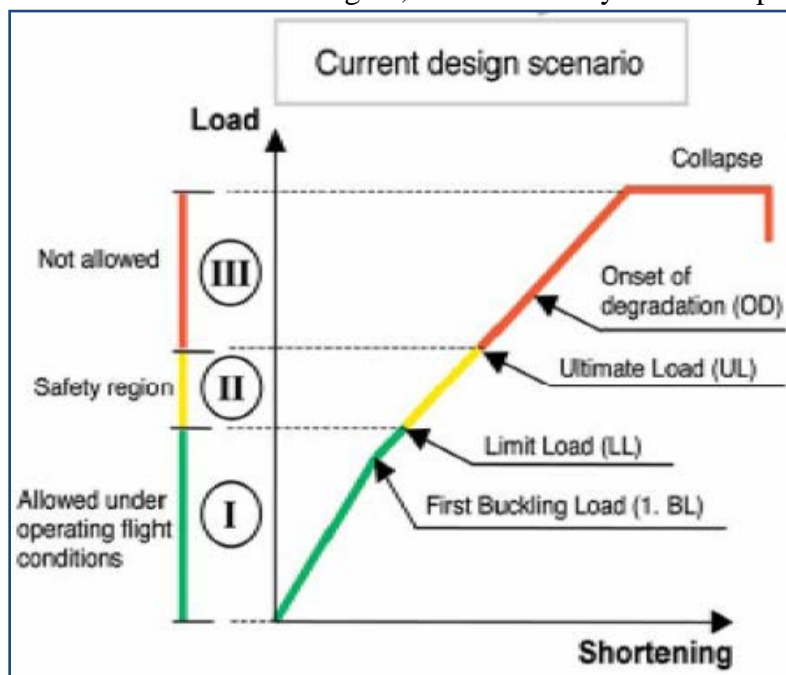 Current design scenario
Load
Collapse
Not allowed
III
Onset of
degradation (OD)
Ultimate Load (UL)
Safety region
II
Limit Load (LL)
First Buckling Load (1. BL)
Allowed under
operating flight
conditions
I
Shortening